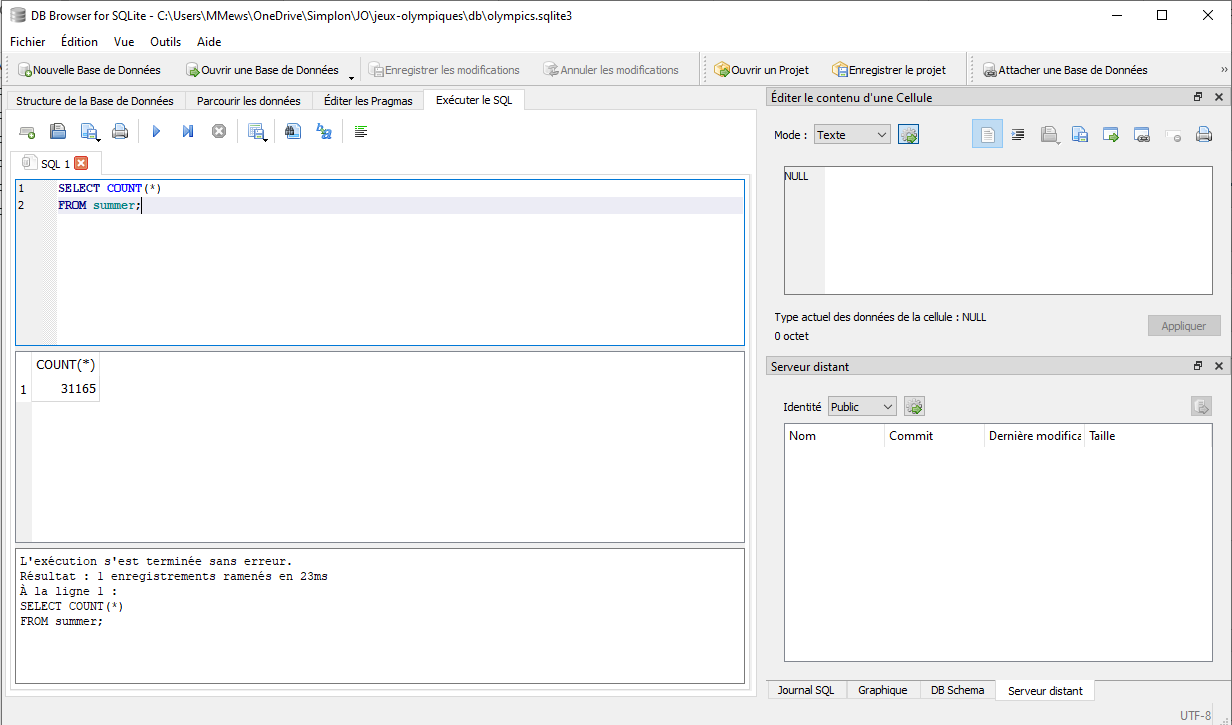 DB Browser for SQLite - C:\Users\MMews\OneDrive\Simplon\JO\jeux-olympiques\db\olympics.sqlite3
Fichier Édition Vue Outils Aide
Nouvelle Base de Données Ouvrir une Base de Données Enregistrer les modifications Annuler les modifications Ouvrir un Projet Enregistrer le projet Attacher une Base de Données »
Structure de la Base de Données Parcourir les données Éditer les Pragmas Exécuter le SQL
SQL 1
1 SELECT COUNT(*)
2 FROM summer;
COUNT(*)
1 31165
L'exécution s'est terminée sans erreur.
Résultat : 1 enregistrements ramenés en 23ms
À la ligne 1 :
SELECT COUNT(*)
FROM summer;
Éditer le contenu d'une Cellule
Mode : Texte
NULL
Type actuel des données de la cellule : NULL
0 octet
Appliquer
Serveur distant
Identité Public
Nom Commit Dernière modifica Taille
Journal SQL Graphique DB Schema Serveur distant
UTF-8